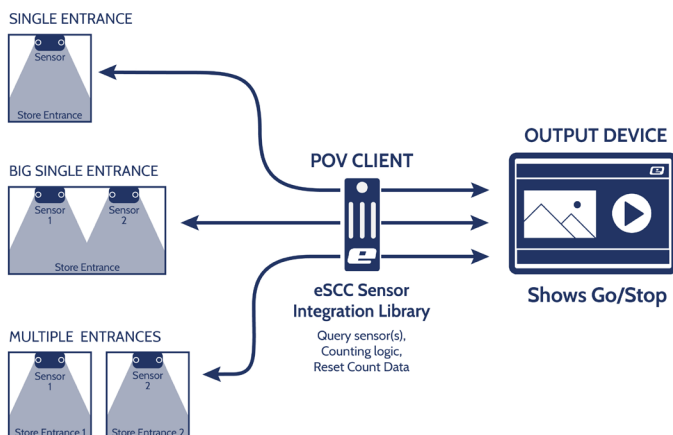 SINGLE ENTRANCE
Sensor
Store Entrance
BIG SINGLE ENTRANCE
Sensor
1
Sensor
2
Store Entrance
MULTIPLE ENTRANCES
Sensor
1
Store Entrance 1
Sensor
2
Store Entrance 2
POV CLIENT
e
eSCC Sensor
Integration Library
Query sensor(s),
Counting logic,
Reset Count Data
OUTPUT DEVICE
e
Shows Go/Stop